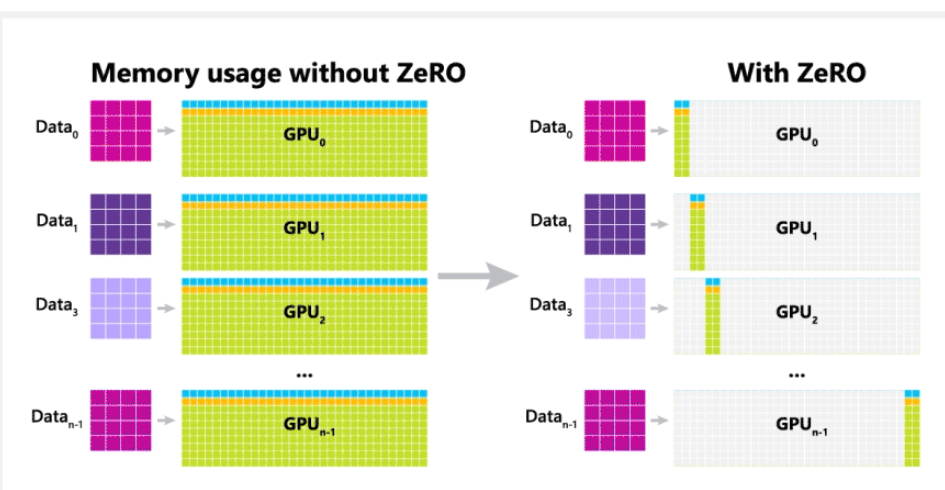 Memory usage without ZeRO
Data₀
GPU₀
Data₁
GPU₁
Data₃
GPU₂
...
Dataₙ₋₁
GPUₙ₋₁
With ZeRO
Data₀
GPU₀
Data₁
GPU₁
Data₃
GPU₂
...
Dataₙ₋₁
GPUₙ₋₁